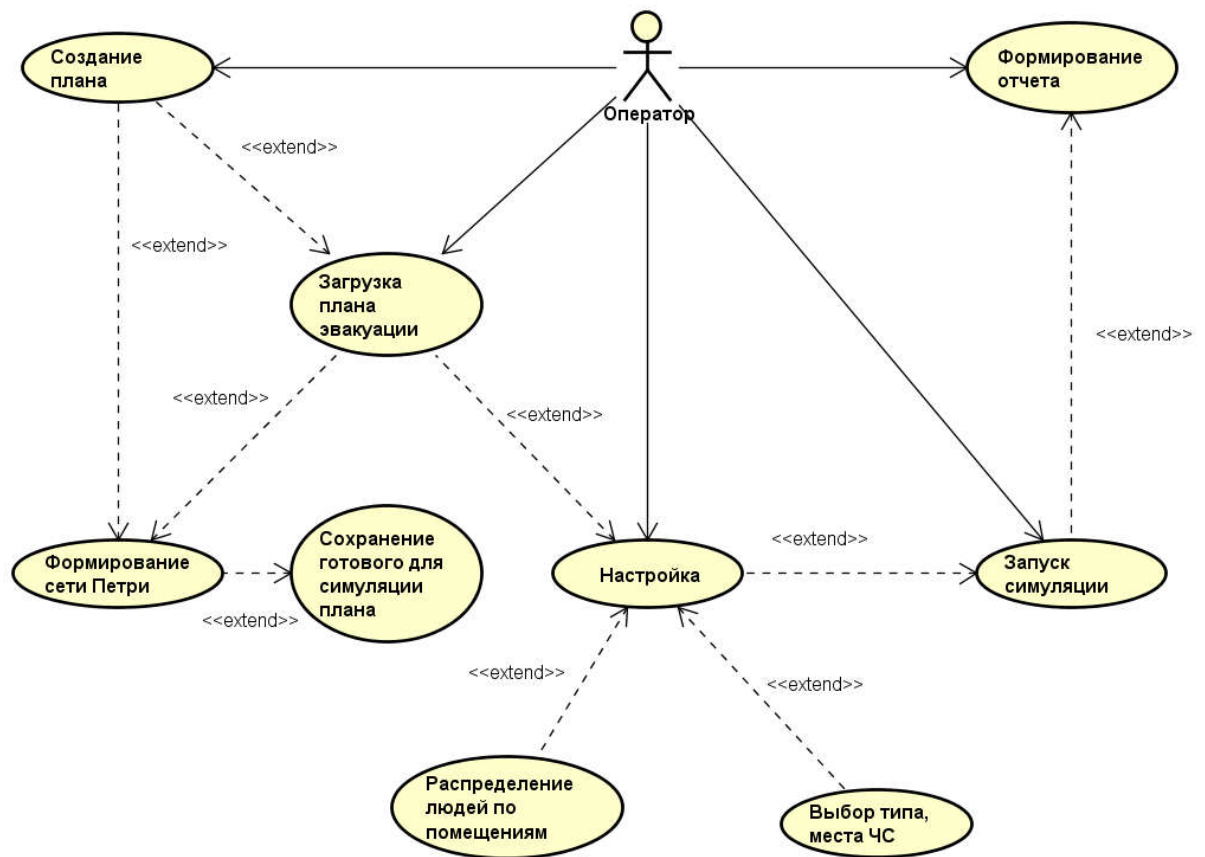 Создание
плана
Оператор
Формирование
отчета
<<extend>>
<<extend>>
Загрузка
плана
эвакуации
<<extend>>
<<extend>>
<<extend>>
Формирование
сети Петри
<<extend>>
Сохранение
готового для
симуляции
плана
Настройка
<<extend>>
Запуск
симуляции
<<extend>>
<<extend>>
Распределение
людей по
помещениям
Выбор типа,
места ЧС